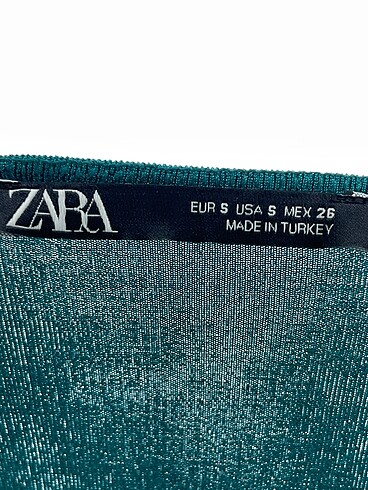 ZARA
EUR S USA S MEX 26
MADE IN TURKEY